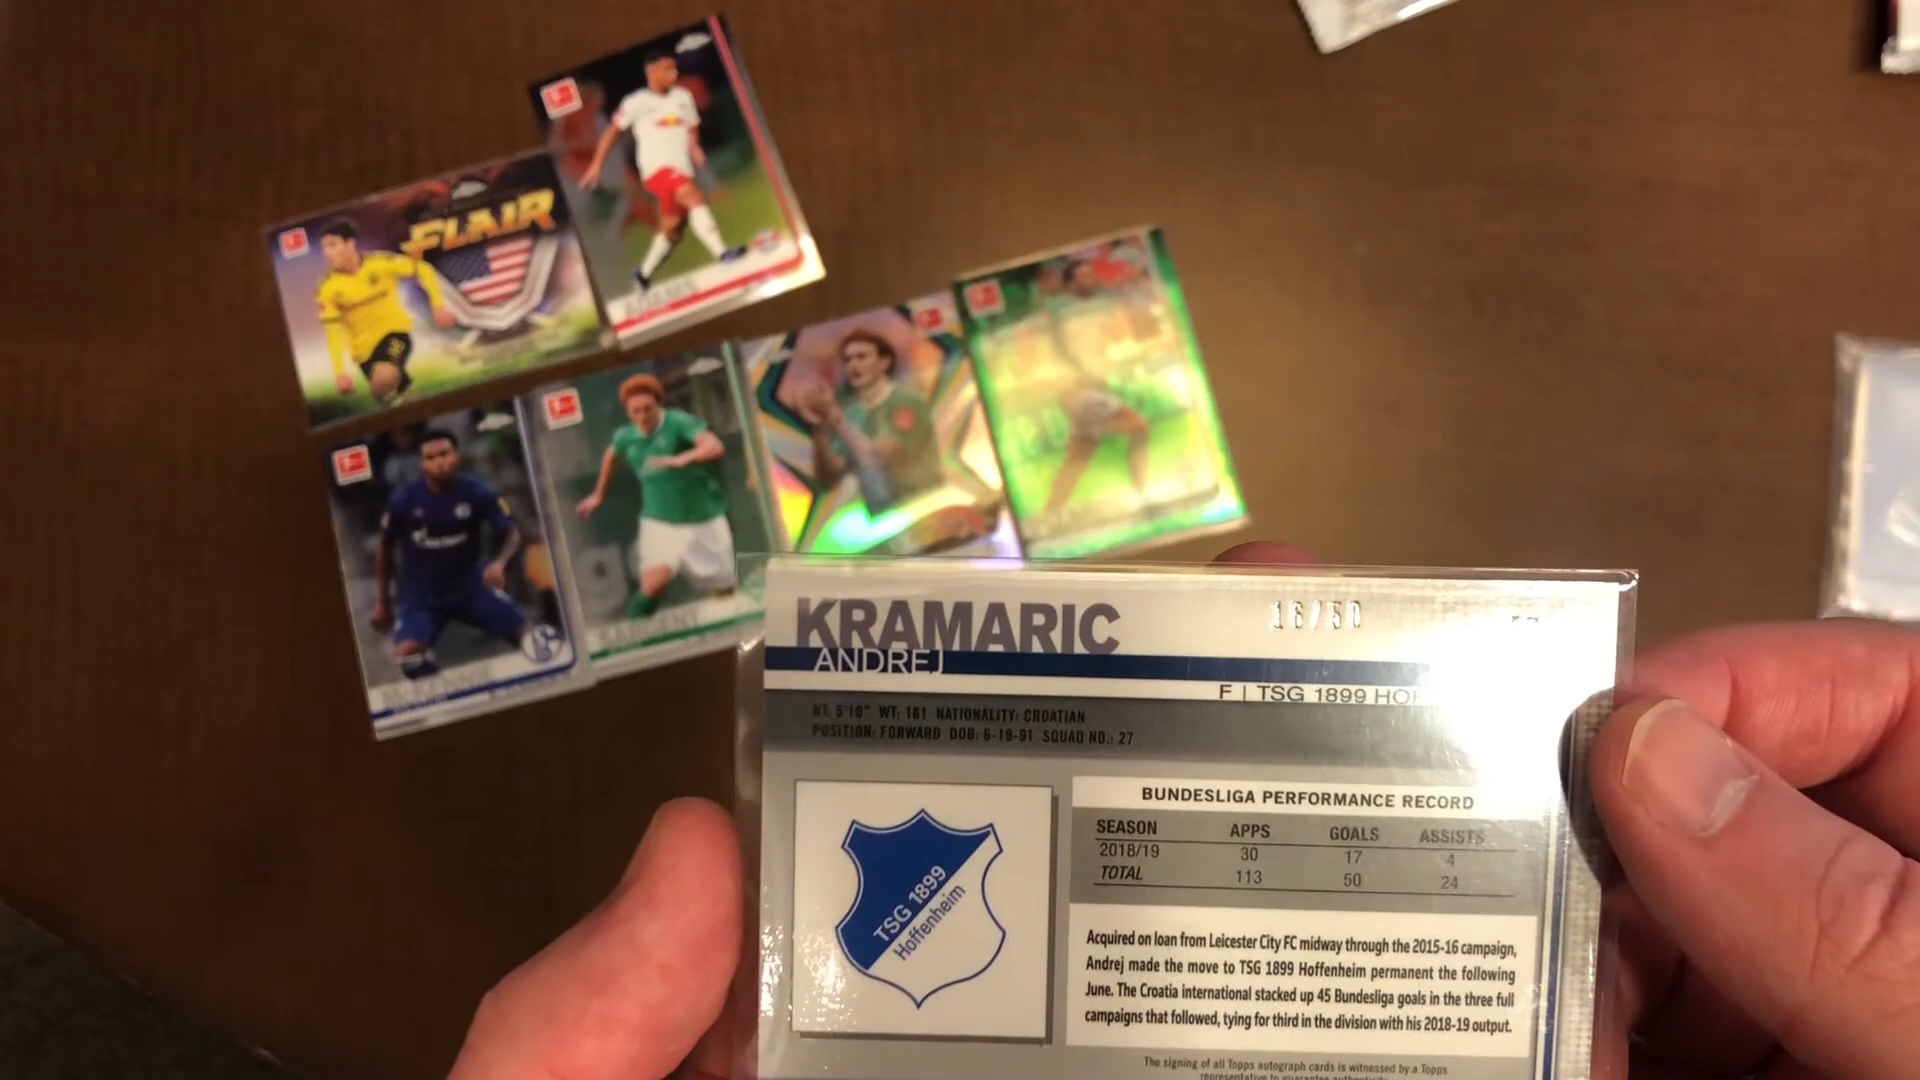 FLAIR
KRAMARIC
16/50
ANDREJ
F | TSG 1899 HOF
HT: 5'10" WT: 161 NATIONALITY: CROATIAN
POSITION: FORWARD DOB: 6-19-91 SQUAD NO.: 27
TSG 1899
Hoffenheim
BUNDESLIGA PERFORMANCE RECORD
SEASON APPS GOALS ASSISTS
2018/19 30 17 4
TOTAL 113 50 24
Acquired on loan from Leicester City FC midway through the 2015-16 campaign,
Andrej made the move to TSG 1899 Hoffenheim permanent the following
June. The Croatia international stacked up 45 Bundesliga goals in the three full
campaigns that followed, tying for third in the division with his 2018-19 output.
The signing of all Topps autograph cards is witnessed by a Topps
representative to guarantee authenticity.